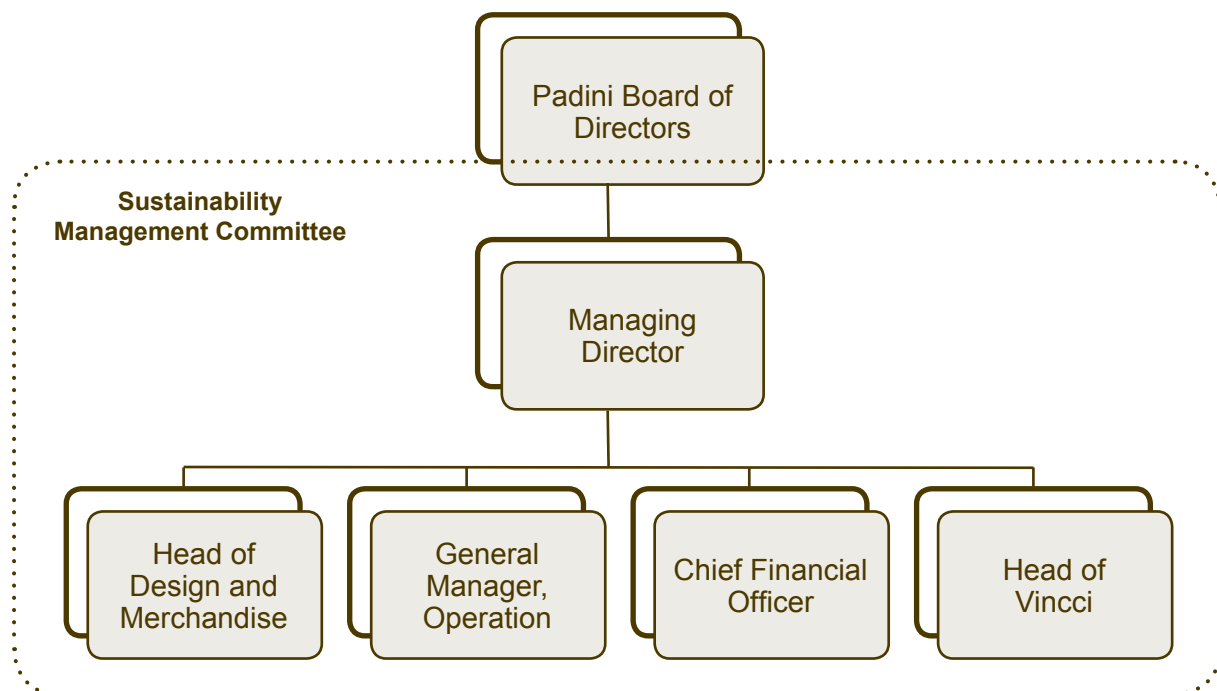 Padini Board of
Directors
Sustainability
Management Committee
Managing
Director
Head of
Design and
Merchandise
General
Manager,
Operation
Chief Financial
Officer
Head of
Vincci